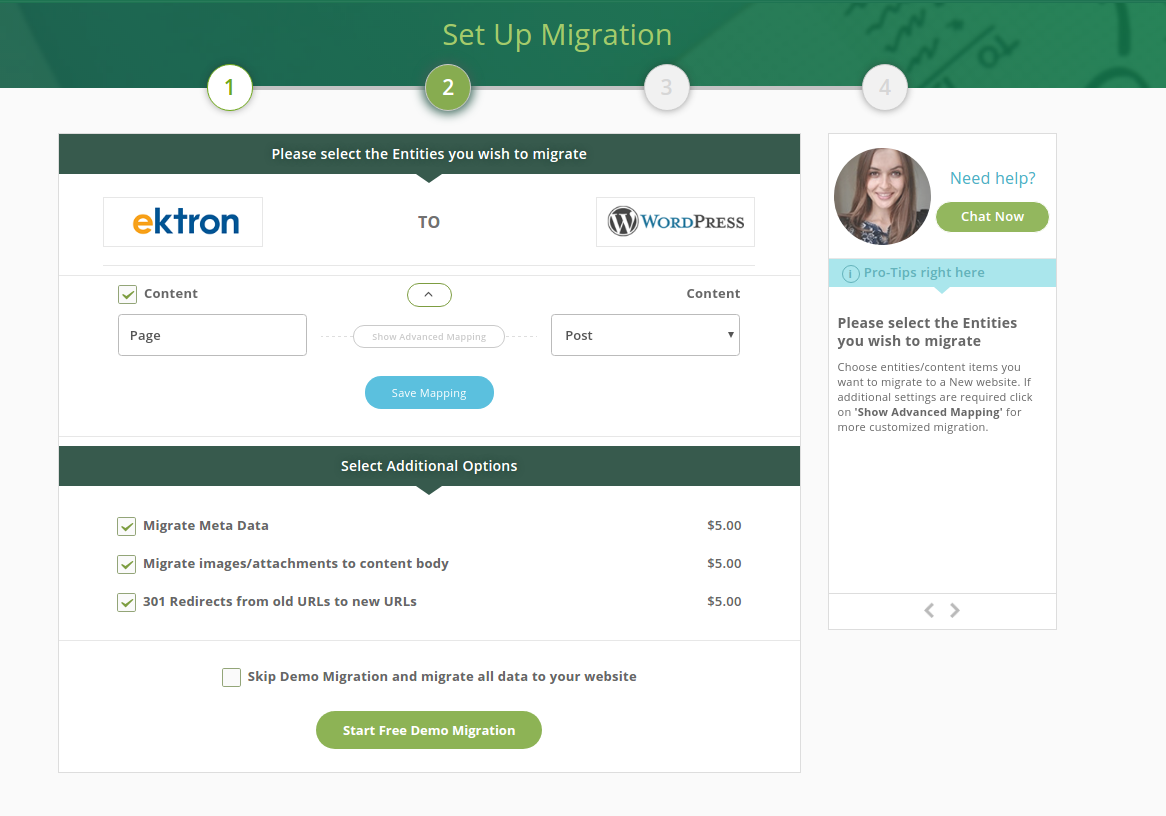 Set Up Migration
1
2
3
4
Please select the Entities you wish to migrate
ektron
TO
WORDPRESS
Content
Content
Page
Show Advanced Mapping
Post
Save Mapping
Select Additional Options
Migrate Meta Data
$5.00
Migrate images/attachments to content body
$5.00
301 Redirects from old URLs to new URLs
$5.00
Skip Demo Migration and migrate all data to your website
Start Free Demo Migration
Need help?
Chat Now
Pro-Tips right here
Please select the Entities
you wish to migrate
Choose entities/content items you
want to migrate to a New website. If
additional settings are required click
on 'Show Advanced Mapping' for
more customized migration.